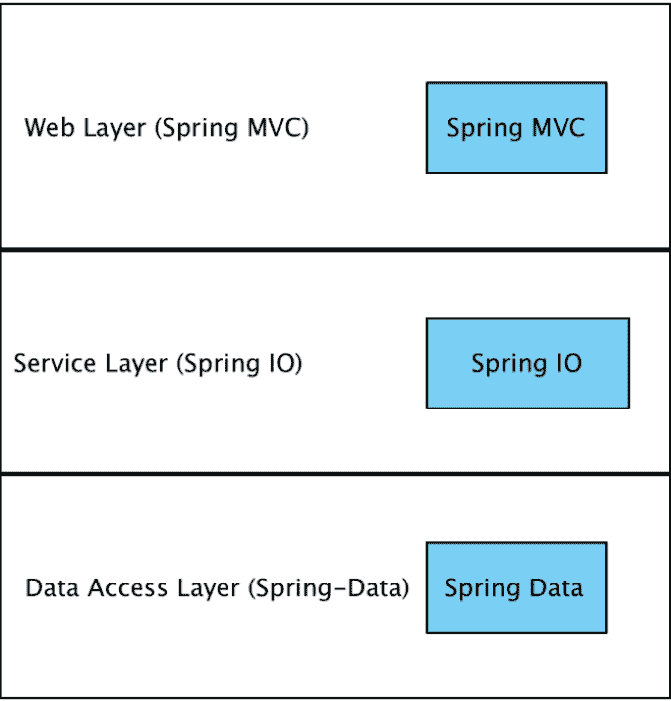 Web Layer (Spring MVC)
Spring MVC
Service Layer (Spring IO)
Spring IO
Data Access Layer (Spring-Data)
Spring Data